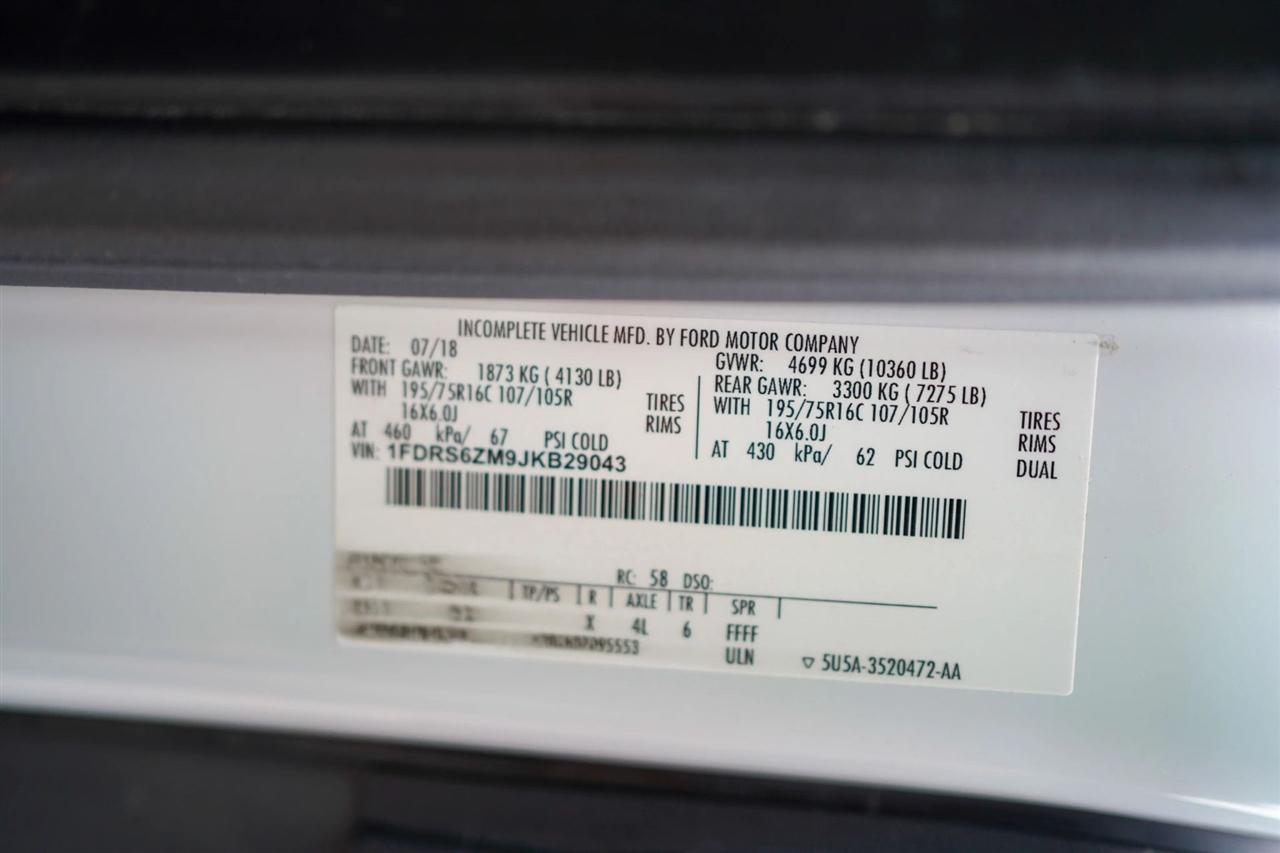 INCOMPLETE VEHICLE MFD. BY FORD MOTOR COMPANY
DATE: 07/18 GVWR: 4699 KG (10360 LB)
FRONT GAWR: 1873 KG ( 4130 LB) REAR GAWR: 3300 KG ( 7275 LB)
WITH 195/75R16C 107/105R TIRES WITH 195/75R16C 107/105R TIRES
16X6.0J RIMS 16X6.0J RIMS
AT 460 kPa/ 67 PSI COLD AT 430 kPa/ 62 PSI COLD DUAL
VIN: 1FDRS6ZM9JKB29043
RC: 58 DSO:
TP/PS R AXLE TR SPR
X 4L 6 FFFF
ULN ▽ 5U5A-3520472-AA